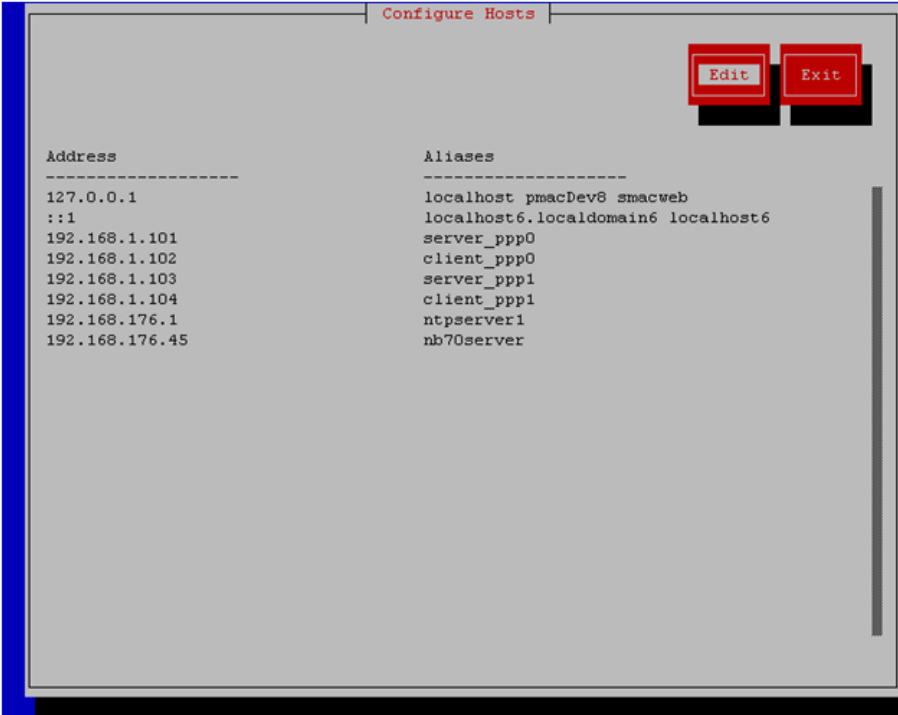 Configure Hosts
Edit Exit
Address Aliases
------------------- --------------------
127.0.0.1 localhost pmacDev8 smacweb
::1 localhost6.localdomain6 localhost6
192.168.1.101 server_ppp0
192.168.1.102 client_ppp0
192.168.1.103 server_ppp1
192.168.1.104 client_ppp1
192.168.176.1 ntpserver1
192.168.176.45 nb70server